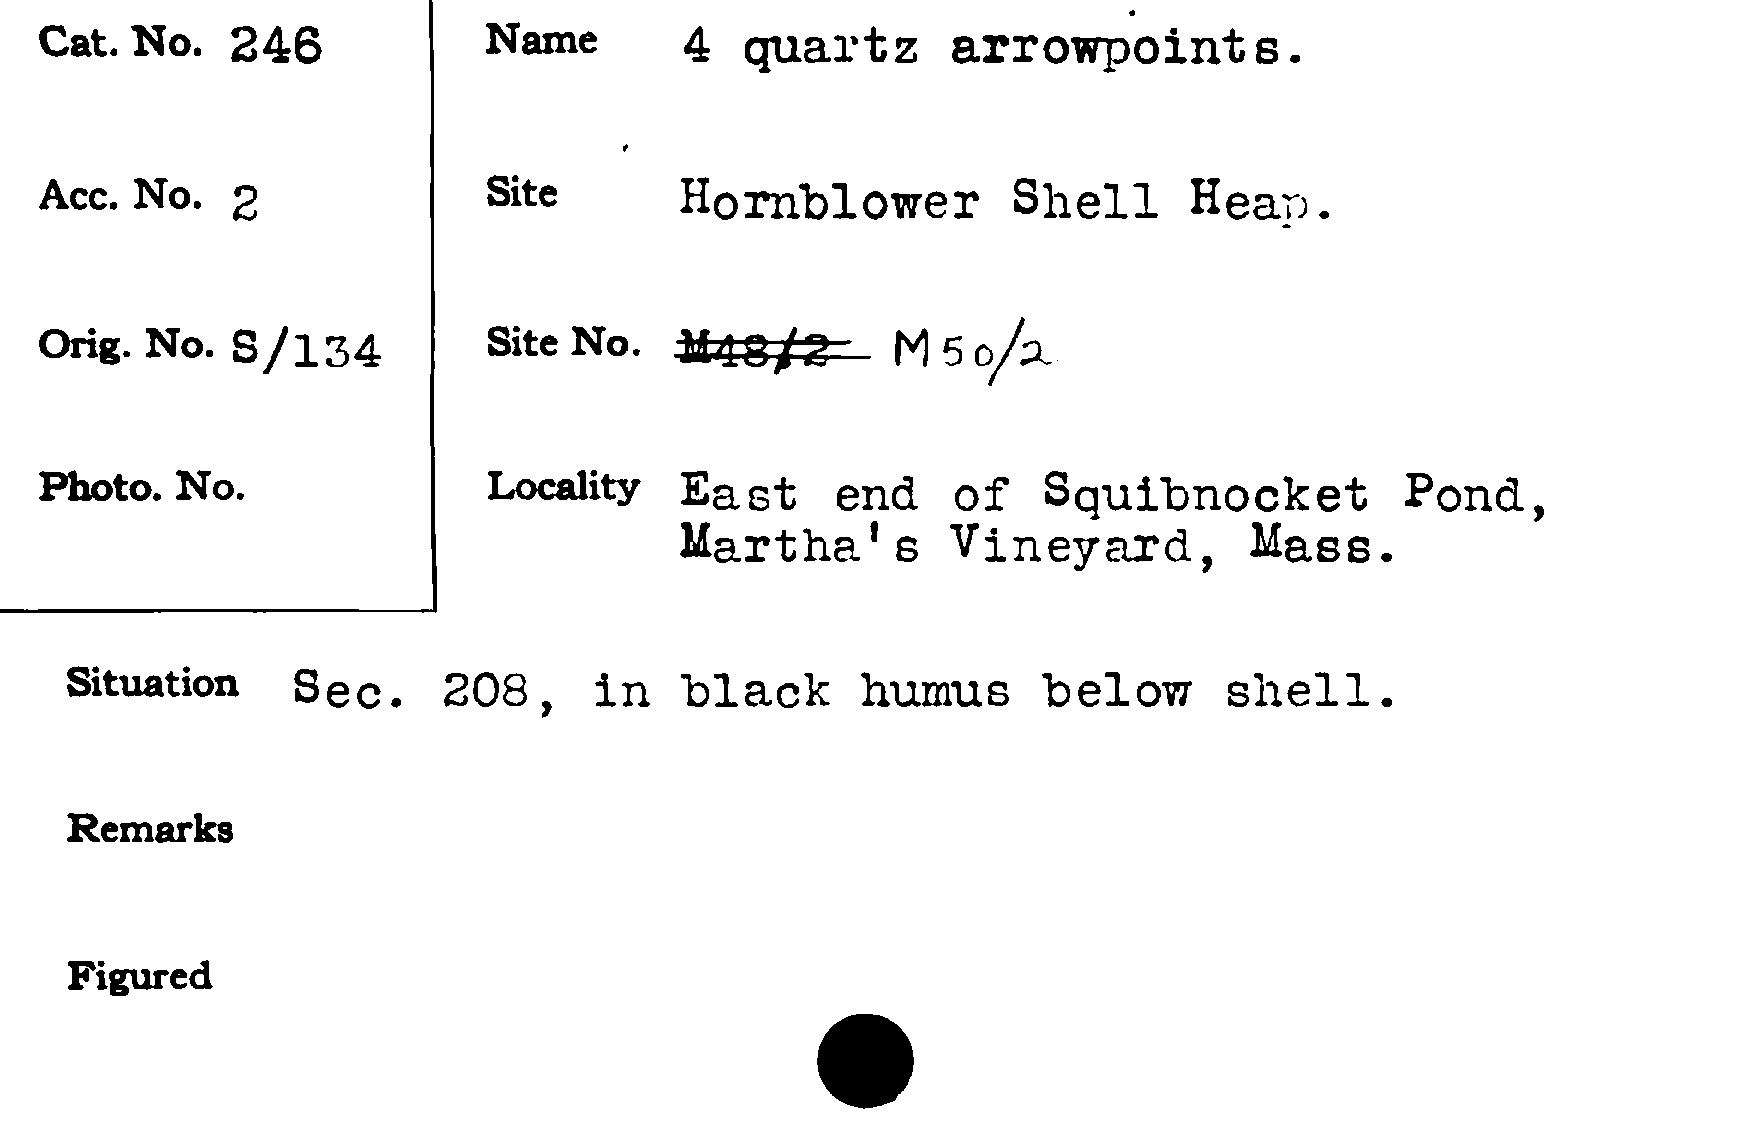 Cat. No. 246
Name 4 quartz arrowpoints.
Acc. No. 2
Site Hornblower Shell Heap.
Orig. No. S/134
Site No. M48/2 M50/2
Photo. No.
Locality East end of Squibnocket Pond,
Martha's Vineyard, Mass.
Situation Sec. 208, in black humus below shell.
Remarks
Figured